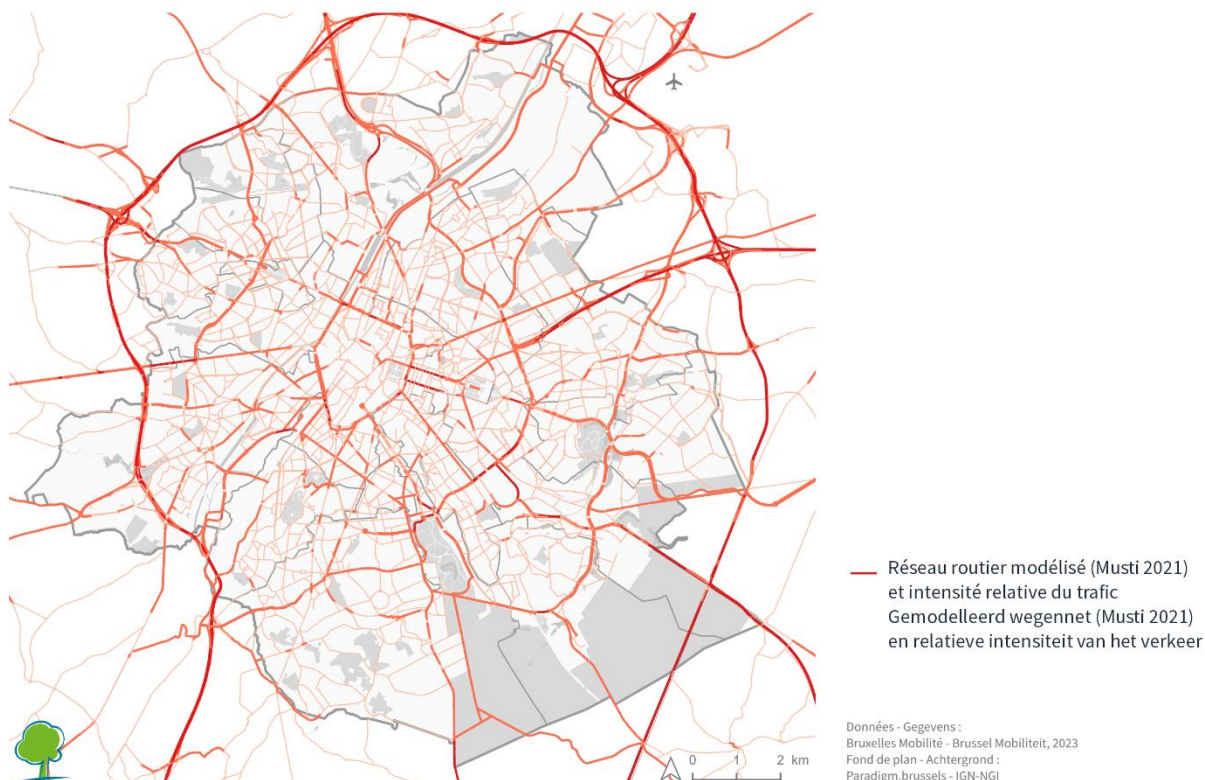 Réseau routier modélisé (Musti 2021)
et intensité relative du trafic
Gemodelleerd wegennet (Musti 2021)
en relatieve intensiteit van het verkeer
0 1 2 km
Données - Gegevens :
Bruxelles Mobilité - Brussel Mobiliteit, 2023
Fond de plan - Achtergrond :
Paradigm.brussels - IGN-NGI